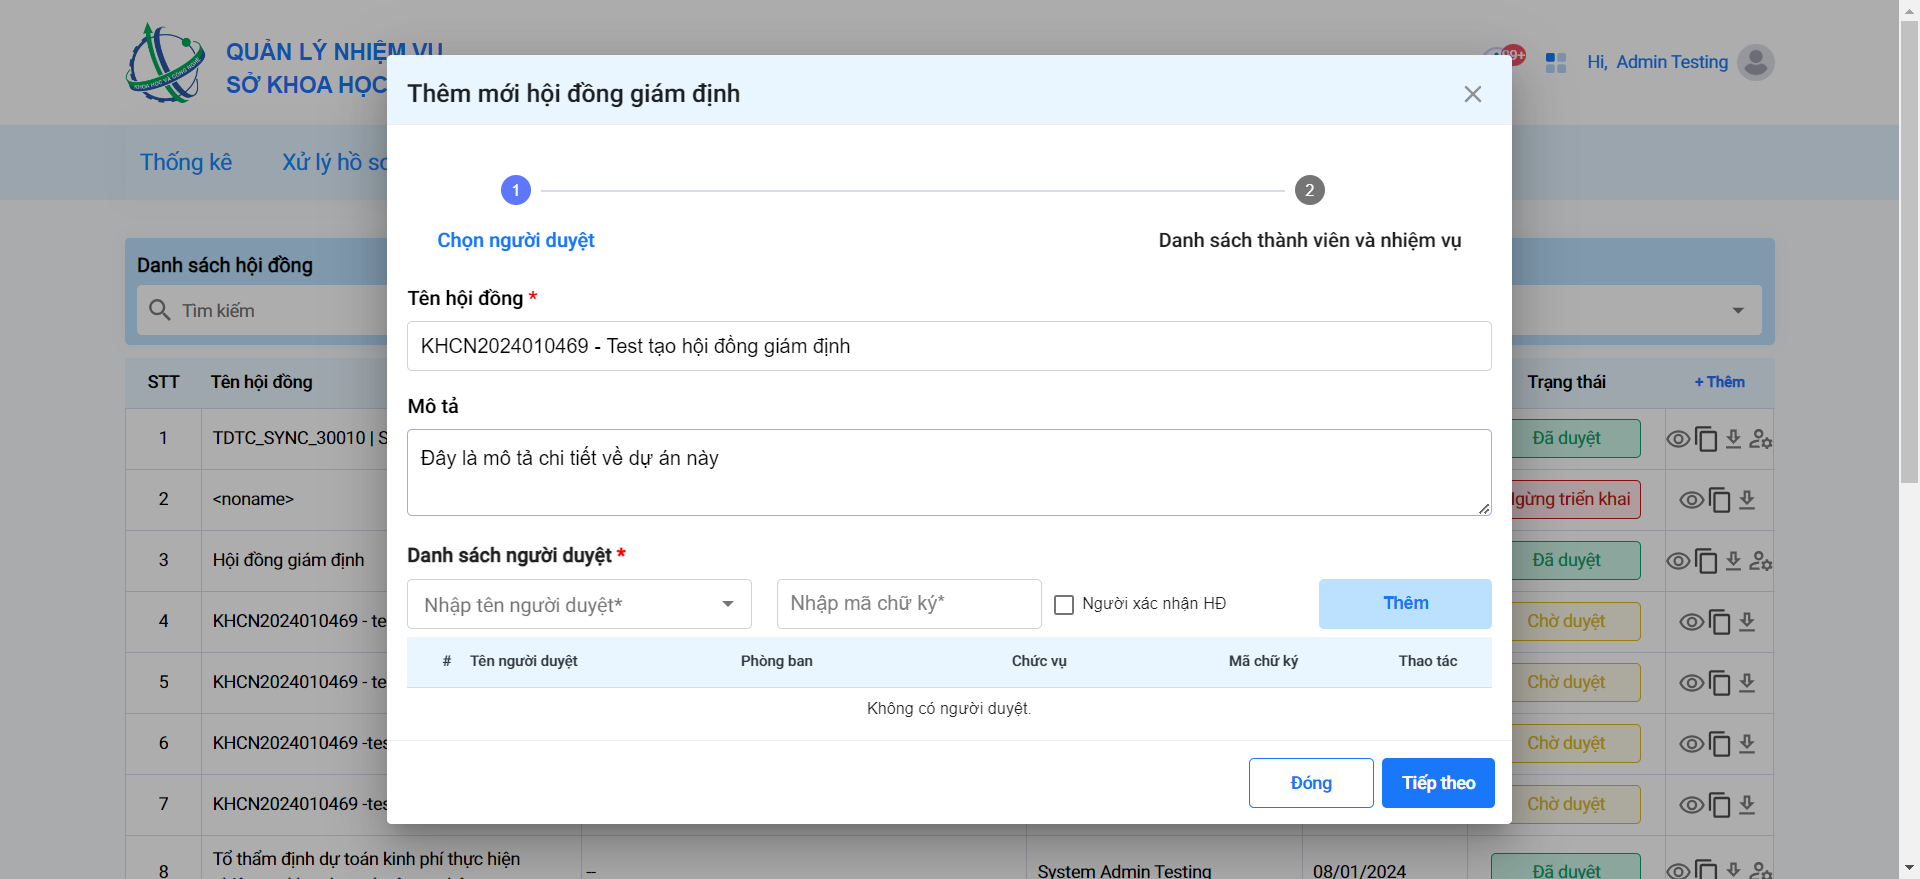 QUẢN LÝ NHIỆM VỤ
SỞ KHOA HỌC
KHOA HỌC VÀ CÔNG NGHỆ
99+
Hi, Admin Testing
Thống kê
Xử lý hồ sơ
Thêm mới hội đồng giám định
1
2
Chọn người duyệt
Danh sách thành viên và nhiệm vụ
Tên hội đồng *
KHCN2024010469 - Test tạo hội đồng giám định
Mô tả
Đây là mô tả chi tiết về dự án này
Danh sách người duyệt *
Nhập tên người duyệt*
Nhập mã chữ ký*
Người xác nhận HĐ
Thêm
# Tên người duyệt Phòng ban Chức vụ Mã chữ ký Thao tác
Không có người duyệt.
Đóng
Tiếp theo
Danh sách hội đồng
Tìm kiếm
STT Tên hội đồng Trạng thái + Thêm
1 TDTC_SYNC_30010 | S Đã duyệt
2 <noname> gừng triển khai
3 Hội đồng giám định Đã duyệt
4 KHCN2024010469 - te Chờ duyệt
5 KHCN2024010469 - te Chờ duyệt
6 KHCN2024010469 -tes Chờ duyệt
7 KHCN2024010469 -tes Chờ duyệt
8 Tổ thẩm định dự toán kinh phí thực hiện -- System Admin Testing 08/01/2024 Đã duyệt